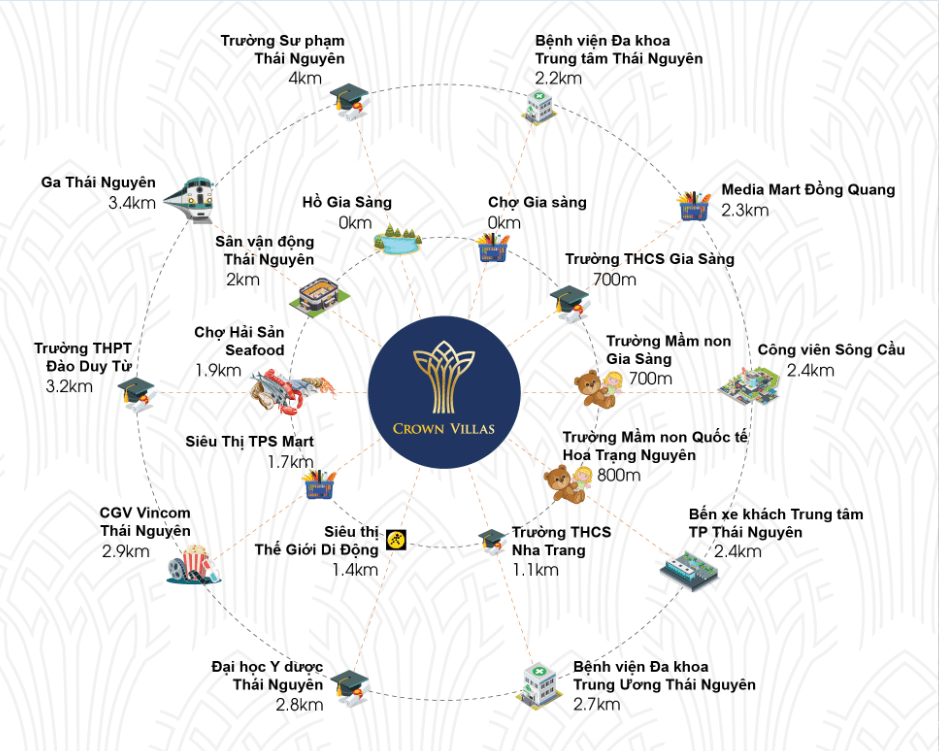 Trường Sư phạm
Thái Nguyên
4km
Bệnh viện Đa khoa
Trung tâm Thái Nguyên
2.2km
Ga Thái Nguyên
3.4km
Media Mart Đồng Quang
2.3km
Hồ Gia Sàng
0km
Chợ Gia sàng
0km
Sân vận động
Thái Nguyên
2km
Trường THCS Gia Sàng
700m
Chợ Hải Sản
Seafood
1.9km
Trường Mầm non
Gia Sàng
700m
Trường THPT
Đào Duy Từ
3.2km
Công viên Sông Cầu
2.4km
CROWN VILLAS
Siêu Thị TPS Mart
1.7km
Trường Mầm non Quốc tế
Hoa Trạng Nguyên
800m
CGV Vincom
Thái Nguyên
2.9km
Siêu thị
Thế Giới Di Động
1.4km
Trường THCS
Nha Trang
1.1km
Bến xe khách Trung tâm
TP Thái Nguyên
2.4km
Đại học Y dược
Thái Nguyên
2.8km
Bệnh viện Đa khoa
Trung Ương Thái Nguyên
2.7km